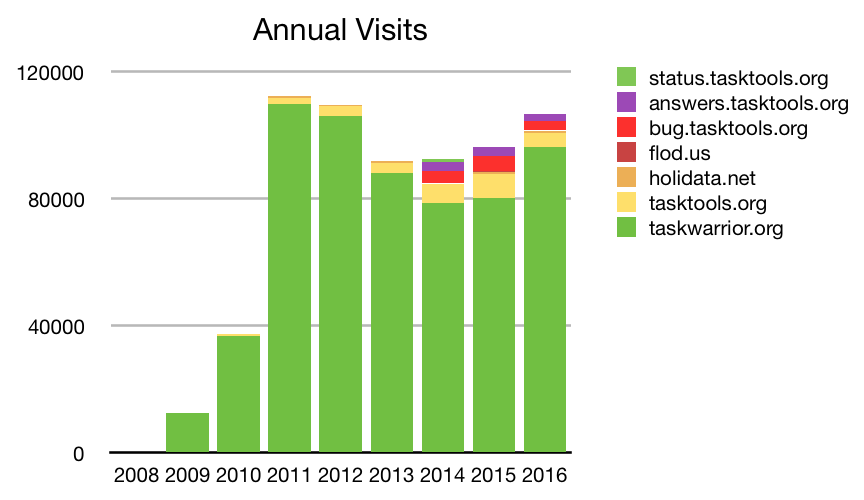 Annual Visits
120000
80000
40000
0
2008 2009 2010 2011 2012 2013 2014 2015 2016
status.tasktools.org
answers.tasktools.org
bug.tasktools.org
flod.us
holidata.net
tasktools.org
taskwarrior.org